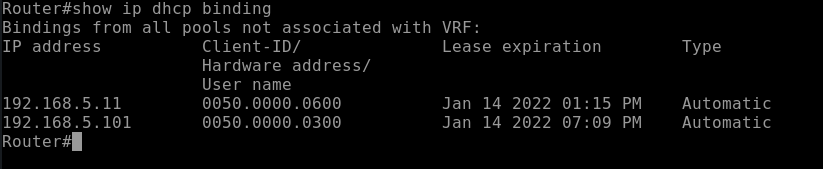 Router#show ip dhcp binding
Bindings from all pools not associated with VRF:
IP address          Client-ID/              Lease expiration        Type
                    Hardware address/
                    User name
192.168.5.11        0050.0000.0600          Jan 14 2022 01:15 PM    Automatic
192.168.5.101       0050.0000.0300          Jan 14 2022 07:09 PM    Automatic
Router#